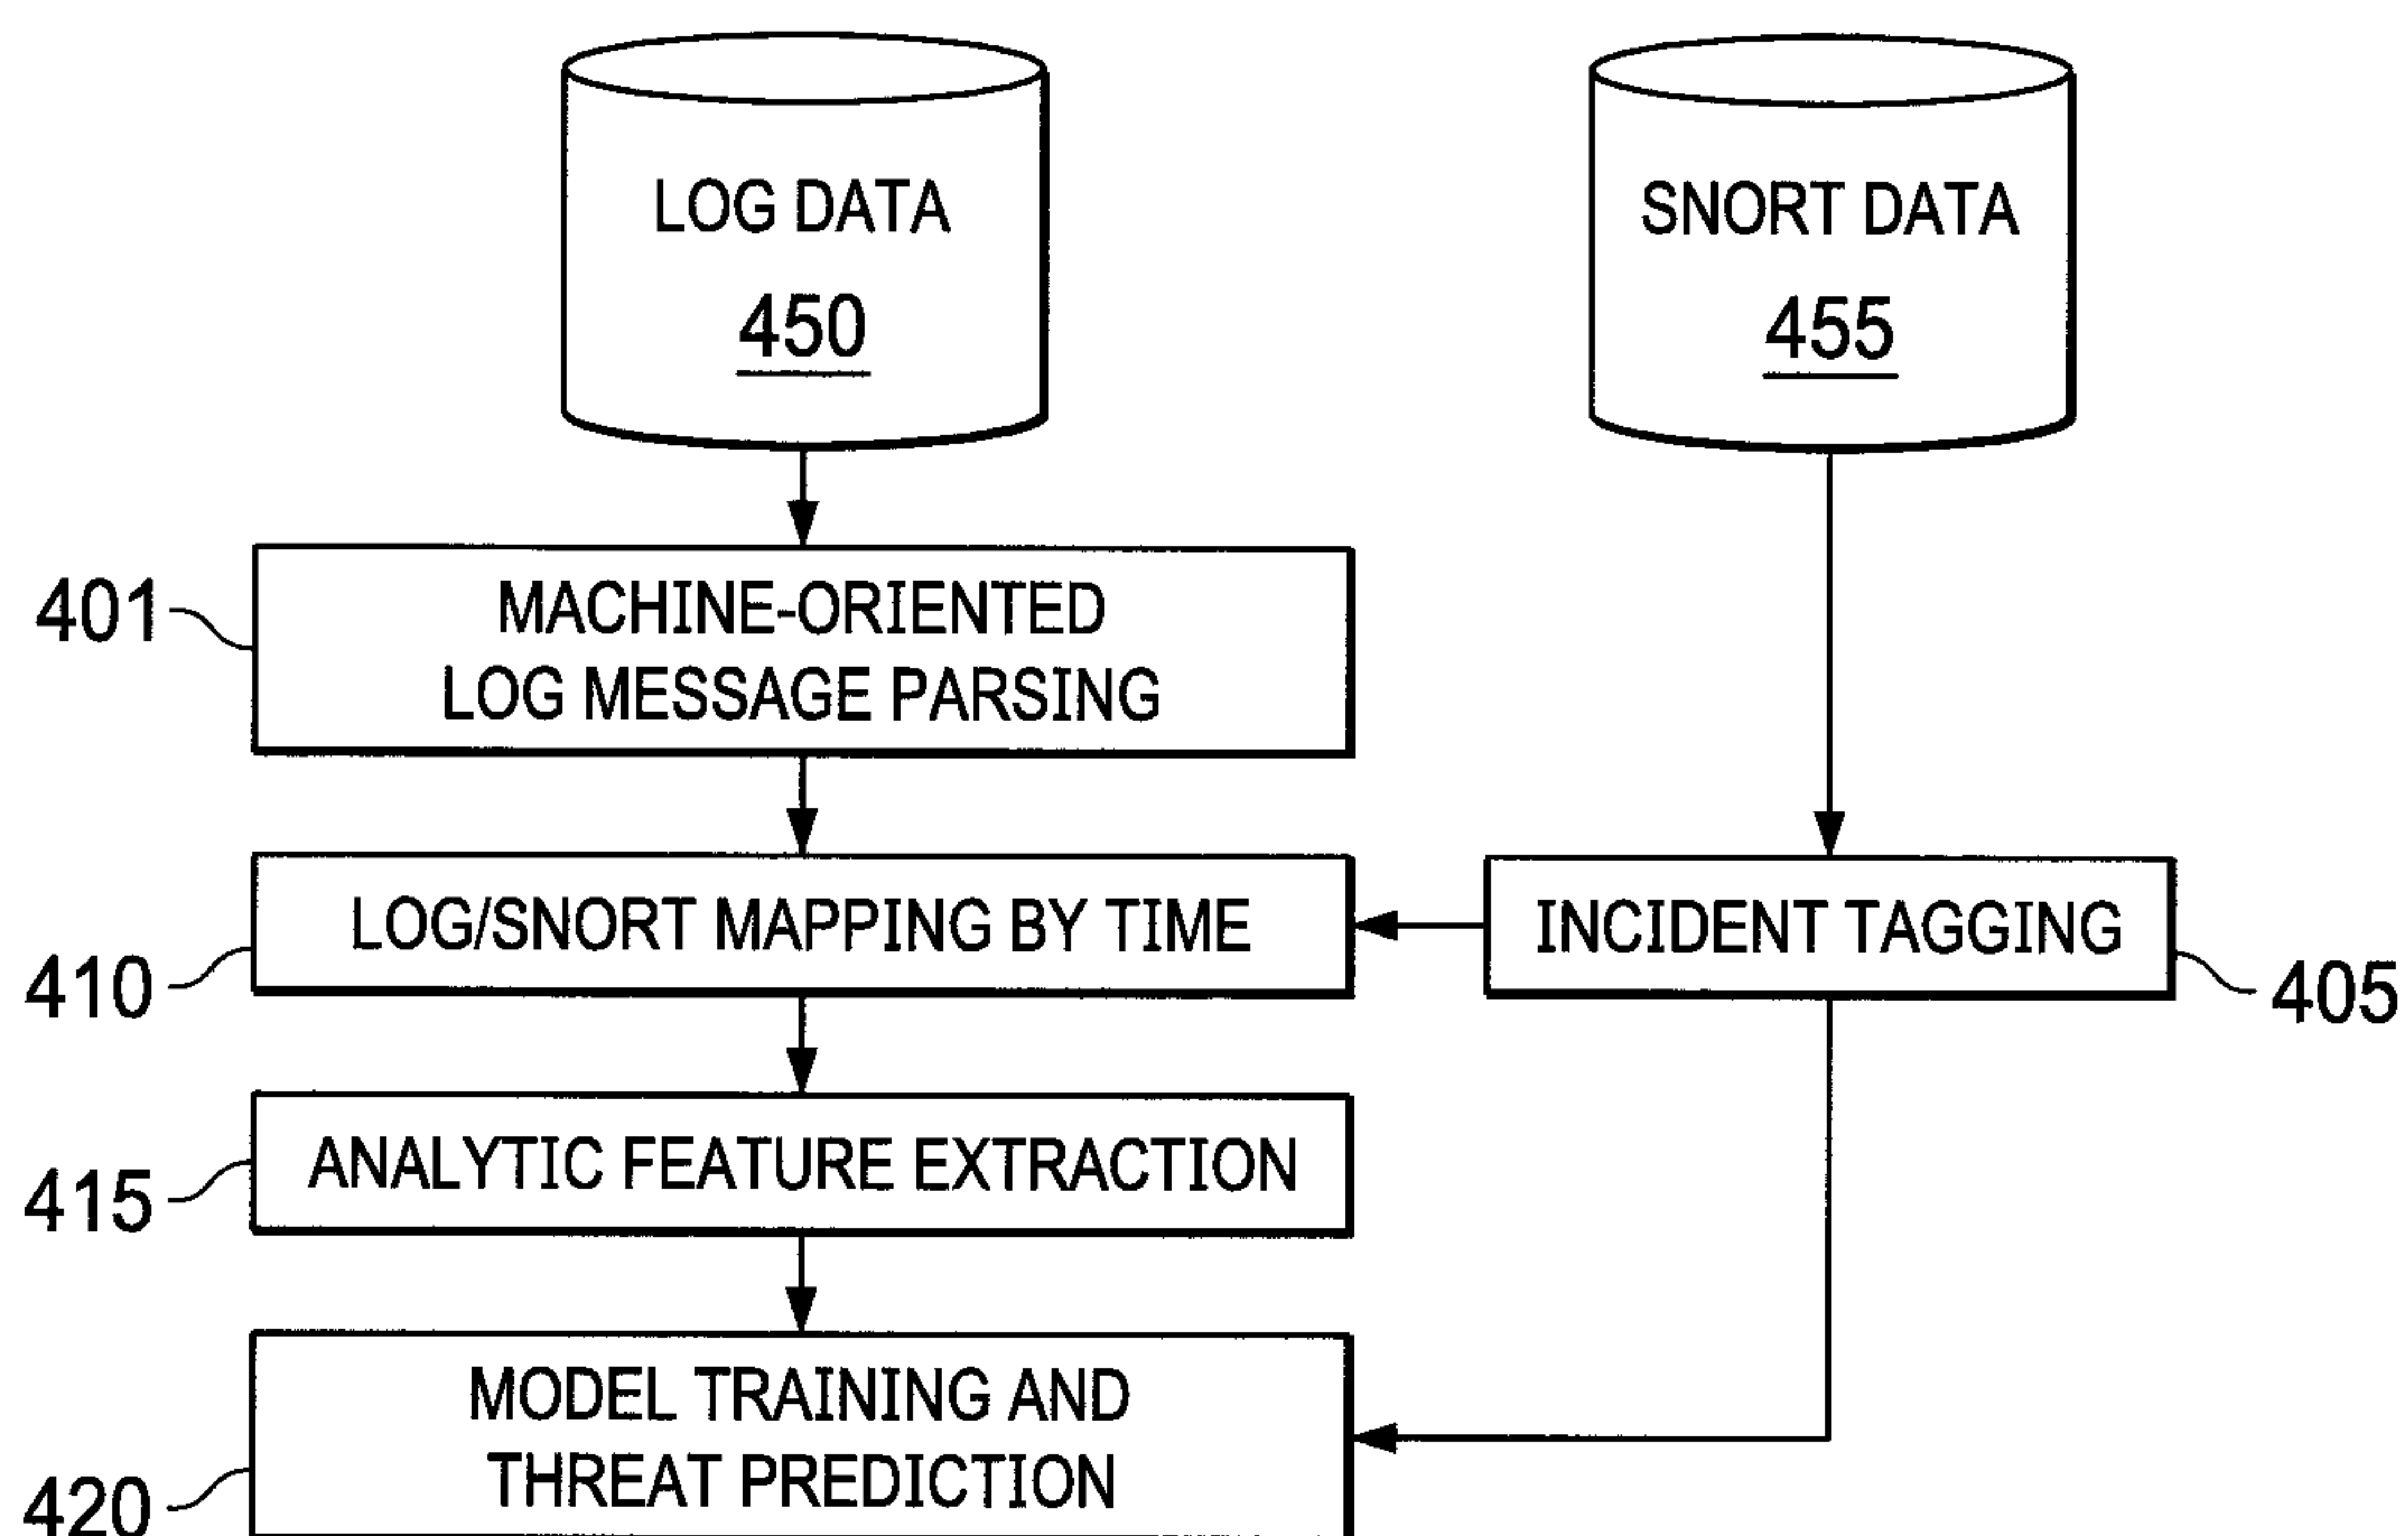 LOG DATA
450
SNORT DATA
455
401
MACHINE-ORIENTED
LOG MESSAGE PARSING
410
LOG/SNORT MAPPING BY TIME
INCIDENT TAGGING
405
415
ANALYTIC FEATURE EXTRACTION
420
MODEL TRAINING AND
THREAT PREDICTION